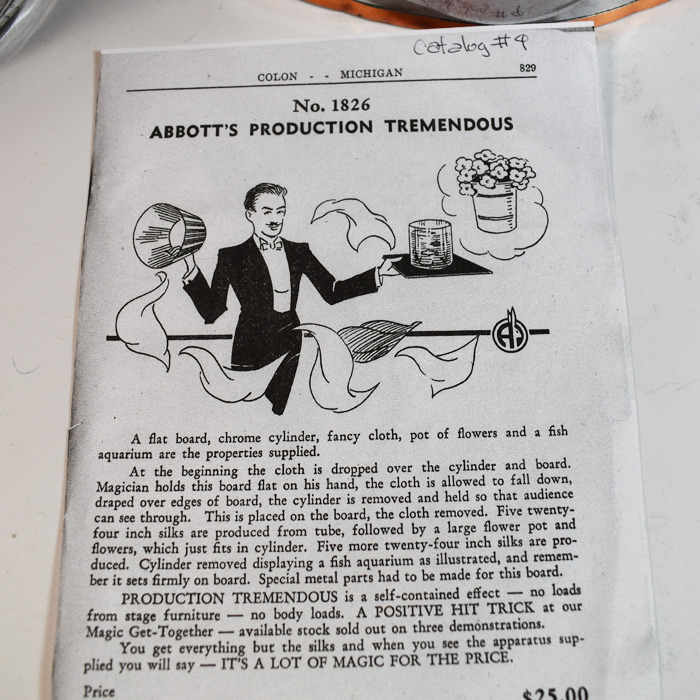 Catalog #9
COLON - - MICHIGAN 829
No. 1826
ABBOTT'S PRODUCTION TREMENDOUS
A flat board, chrome cylinder, fancy cloth, pot of flowers and a fish
aquarium are the properties supplied.
At the beginning the cloth is dropped over the cylinder and board.
Magician holds this board flat on his hand, the cloth is allowed to fall down,
draped over edges of board, the cylinder is removed and held so that audience
can see through. This is placed on the board, the cloth removed. Five twenty-
four inch silks are produced from tube, followed by a large flower pot and
flowers, which just fits in cylinder. Five more twenty-four inch silks are pro-
duced. Cylinder removed displaying a fish aquarium as illustrated, and remem-
ber it sets firmly on board. Special metal parts had to be made for this board.
PRODUCTION TREMENDOUS is a self-contained effect — no loads
from stage furniture — no body loads. A POSITIVE HIT TRICK at our
Magic Get-Together — available stock sold out on three demonstrations.
You get everything but the silks and when you see the apparatus sup-
plied you will say — IT'S A LOT OF MAGIC FOR THE PRICE.
Price $25.00